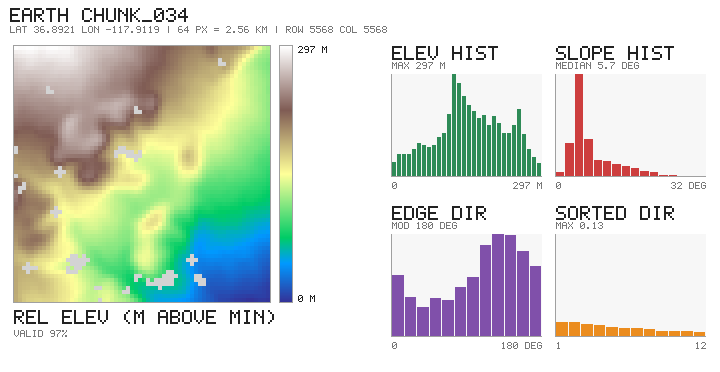 EARTH CHUNK_034
LAT 36.8921 LON -117.9119 | 64 PX = 2.56 KM | ROW 5568 COL 5568
297 M
0 M
REL ELEV (M ABOVE MIN)
VALID 97%
ELEV HIST
MAX 297 M
0 297 M
SLOPE HIST
MEDIAN 5.7 DEG
0 32 DEG
EDGE DIR
MOD 180 DEG
0 180 DEG
SORTED DIR
MAX 0.13
1 12